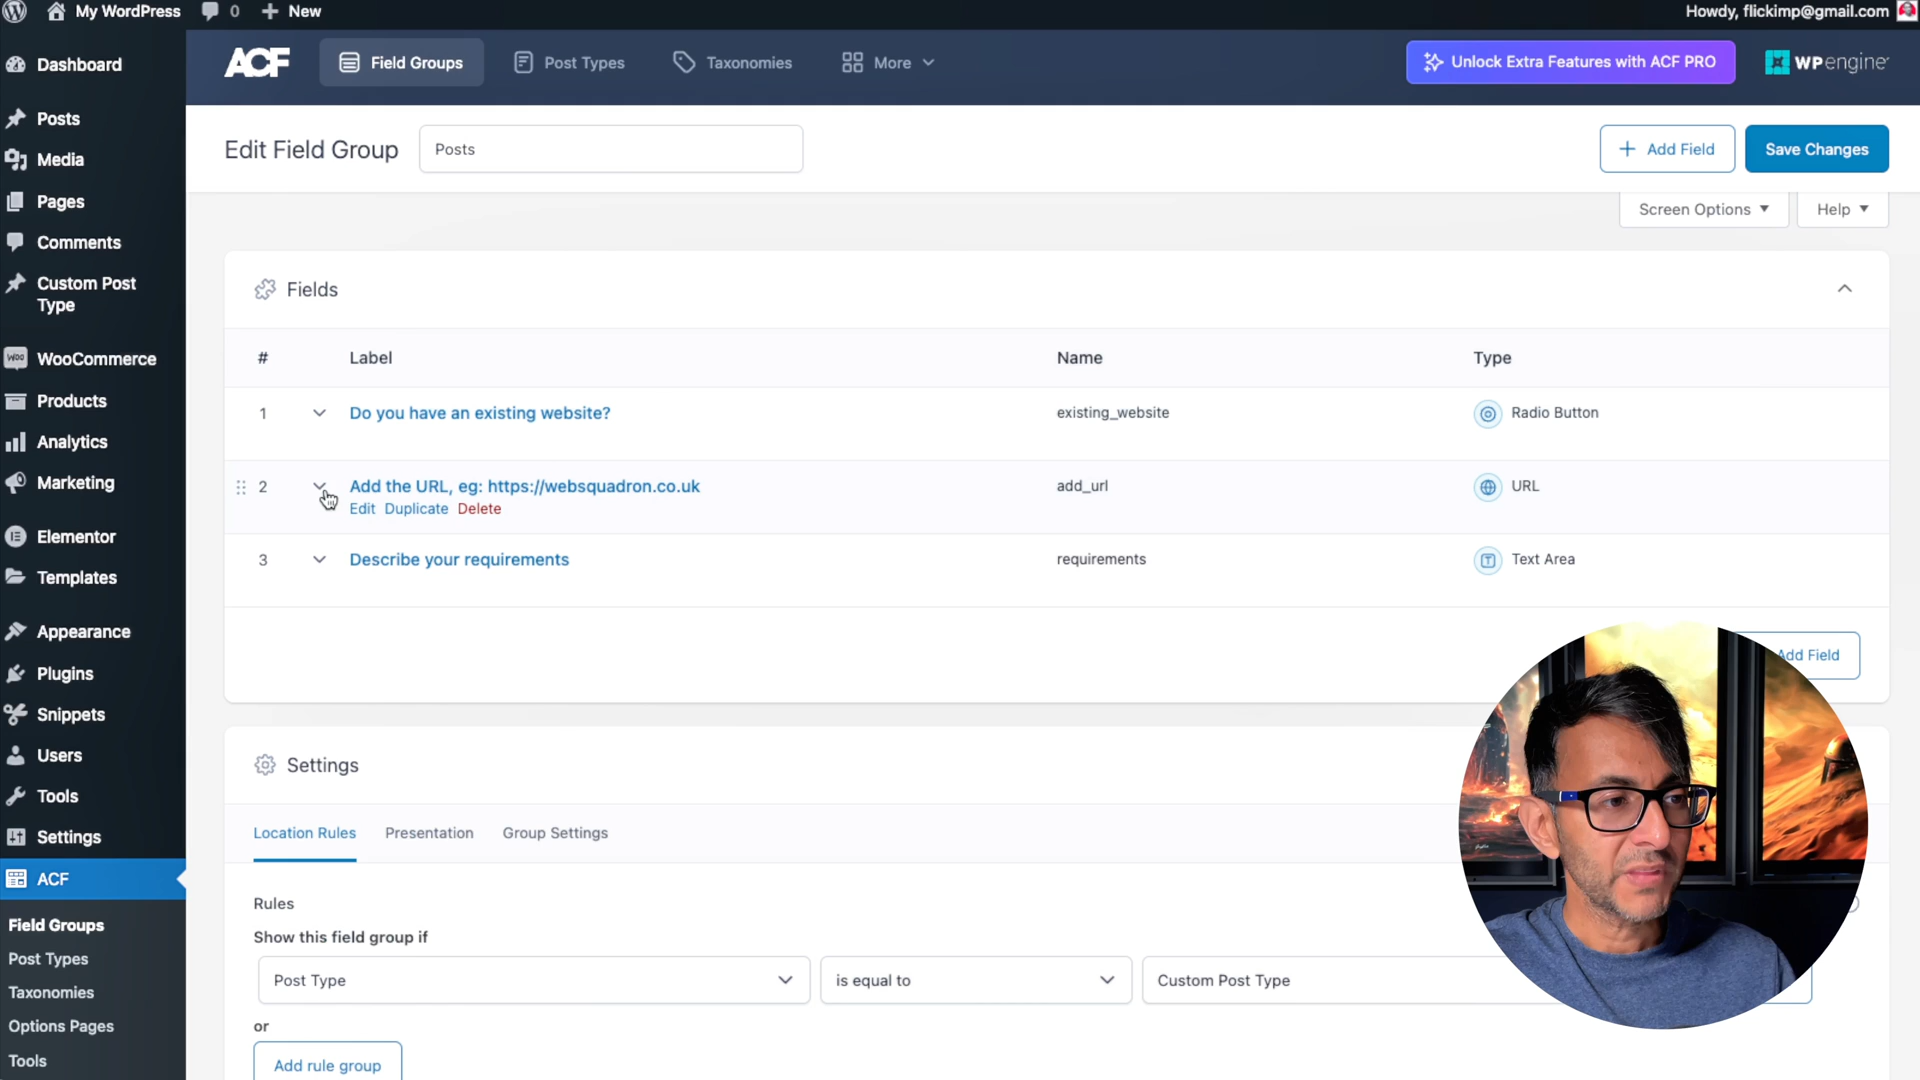 My WordPress 0 New Howdy, flickimp@gmail.com
Dashboard
Posts
Media
Pages
Comments
Custom Post
Type
WooCommerce
Products
Analytics
Marketing
Elementor
Templates
Appearance
Plugins
Snippets
Users
Tools
Settings
ACF
Field Groups
Post Types
Taxonomies
Options Pages
Tools
ACF Field Groups Post Types Taxonomies More Unlock Extra Features with ACF PRO WPengine
Edit Field Group Posts Add Field Save Changes
Screen Options Help
Fields
# Label Name Type
1 Do you have an existing website? existing_website Radio Button
2 Add the URL, eg: https://websquadron.co.uk add_url URL
Edit Duplicate Delete
3 Describe your requirements requirements Text Area
Add Field
Settings
Location Rules Presentation Group Settings
Rules
Show this field group if
Post Type is equal to Custom Post Type
or
Add rule group